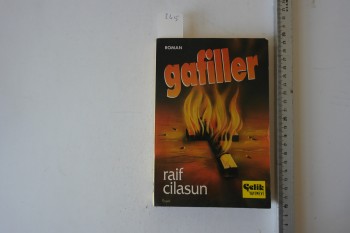 ROMAN
gafiller
raif
cilasun
Çelik